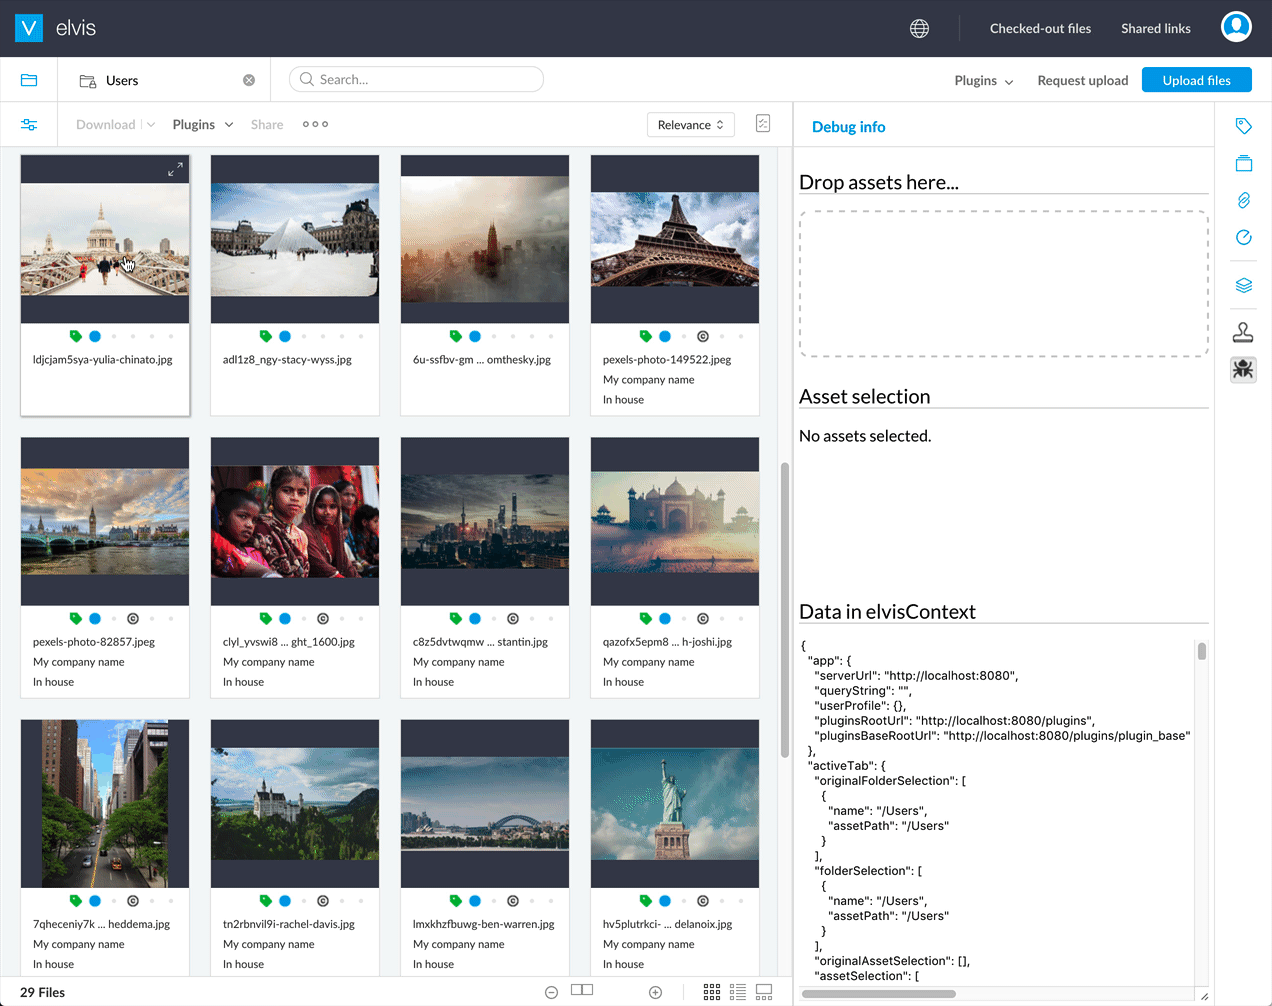 elvis
Checked-out files
Shared links
Users
Search...
Plugins
Request upload
Upload files
Download
Plugins
Share
Relevance
Debug info
ldjcjam5sya-yulia-chinato.jpg
adl1z8_ngy-stacy-wyss.jpg
6u-ssfbv-gm ... omthesky.jpg
pexels-photo-149522.jpeg
My company name
In house
pexels-photo-82857.jpeg
My company name
In house
clyl_yvswi8 ... ght_1600.jpg
My company name
In house
c8z5dvtwqmw ... stantin.jpg
My company name
In house
qazofx5epm8 ... h-joshi.jpg
My company name
In house
7qheceniy7k ... heddema.jpg
My company name
In house
tn2rbnvil9i-rachel-davis.jpg
My company name
In house
lmxkhzfbuwg-ben-warren.jpg
My company name
In house
hv5plutrkci- ... delanoix.jpg
My company name
In house
29 Files
Drop assets here...
Asset selection
No assets selected.
Data in elvisContext
{
"app": {
"serverUrl": "http://localhost:8080",
"queryString": "",
"userProfile": {},
"pluginsRootUrl": "http://localhost:8080/plugins",
"pluginsBaseRootUrl": "http://localhost:8080/plugins/plugin_base"
},
"activeTab": {
"originalFolderSelection": [
{
"name": "/Users",
"assetPath": "/Users"
}
],
"folderSelection": [
{
"name": "/Users",
"assetPath": "/Users"
}
],
"originalAssetSelection": [],
"assetSelection": [